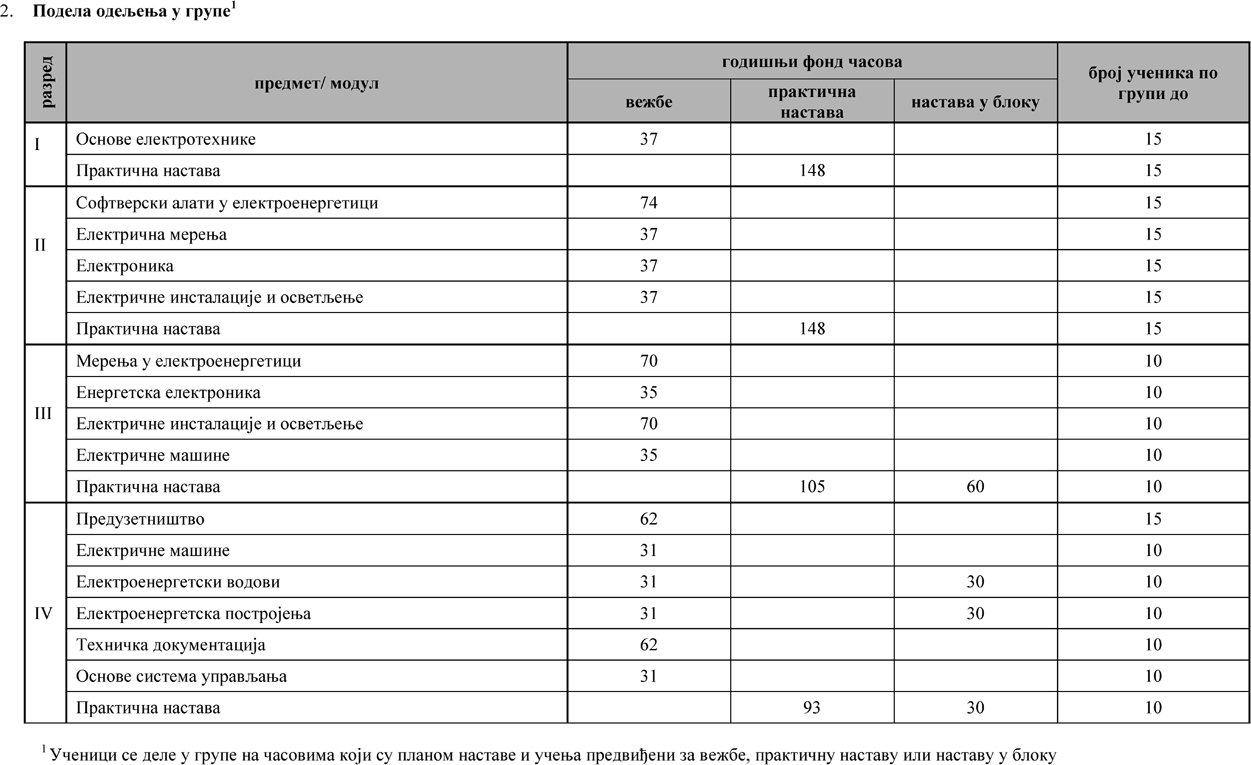 2. Подела одељења у групе¹
разред предмет/ модул годишњи фонд часова број ученика по групи до
вежбе практична настава настава у блоку
I Основе електротехнике 37 15
Практична настава 148 15
II Софтверски алати у електроенергетици 74 15
Електрична мерења 37 15
Електроника 37 15
Електричне инсталације и осветљење 37 15
Практична настава 148 15
III Мерења у електроенергетици 70 10
Енергетска електроника 35 10
Електричне инсталације и осветљење 70 10
Електричне машине 35 10
Практична настава 105 60 10
IV Предузетништво 62 15
Електричне машине 31 10
Електроенергетски водови 31 30 10
Електроенергетска постројења 31 30 10
Техничка документација 62 10
Основе система управљања 31 10
Практична настава 93 30 10
¹ Ученици се деле у групе на часовима који су планом наставе и учења предвиђени за вежбе, практичну наставу или наставу у блоку